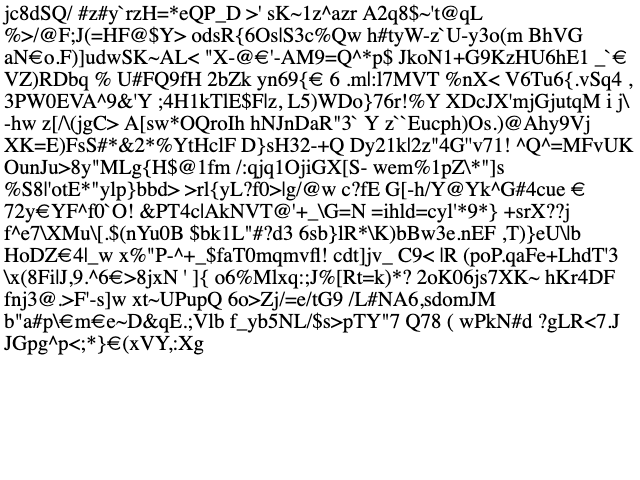 jc8dSQ/ #z#y`rzH=*eQP_D >' sK~1z^azr A2q8$~'t@qL
%>/@F;J(=HF@$Y> odsR{6Os|S3c%Qw h#tyW-z`U-y3o(m BhVG
aN€o.F)]udwSK~AL< "X-@€'-AM9=Q^*p$ JkoN1+G9KzHU6hE1 _`€
VZ)RDbq % U#FQ9fH 2bZk yn69{€ 6 .m|:l7MVT %nX< V6Tu6{.vSq4 ,
3PW0EVA^9&'Y ;4H1kTlE$F|z, L5)WDo}76r!%Y XDcJX'mjGjutqM i j\
-hw z[/\(jgC> A[sw*OQroIh hNJnDaR"3` Y z``Eucph)Os.)@Ahy9Vj
XK=E)FsS#*&2*%YtHclF D}sH32-+Q Dy21kl2z"4G"v71! ^Q^=MFvUK
OunJu>8y"MLg{H$@1fm /:qjq1OjiGX[S- wem%1pZ\*"]s
%S8|'otE*"ylp}bbd> >rl{yL?f0>lg/@w c?fE G[-h/Y@Yk^G#4cue €
72y€YF^f0`O! &PT4c|AkNVT@'+_\G=N =ihld=cyl'*9*} +srX??j
f^e7\XMu\[.$(nYu0B $bk1L"#?d3 6sb}lR*\K)bBw3e.nEF ,T)}eU\lb
HoDZ€4|_w x%"P-^+_$faT0mqmvfl! cdt]jv_ C9< |R (poP.qaFe+LhdT'3
\x(8Fi|J,9.^6€>8jxN ' ]{ o6%Mlxq:;J%[Rt=k)*? 2oK06js7XK~ hKr4DF
fnj3@.>F'-s]w xt~UPupQ 6o>Zj/=e/tG9 /L#NA6,sdomJM
b"a#p\€m€e~D&qE.;Vlb f_yb5NL/$s>pTY"7 Q78 ( wPkN#d ?gLR<7.J
JGpg^p<;*}€(xVY,:Xg